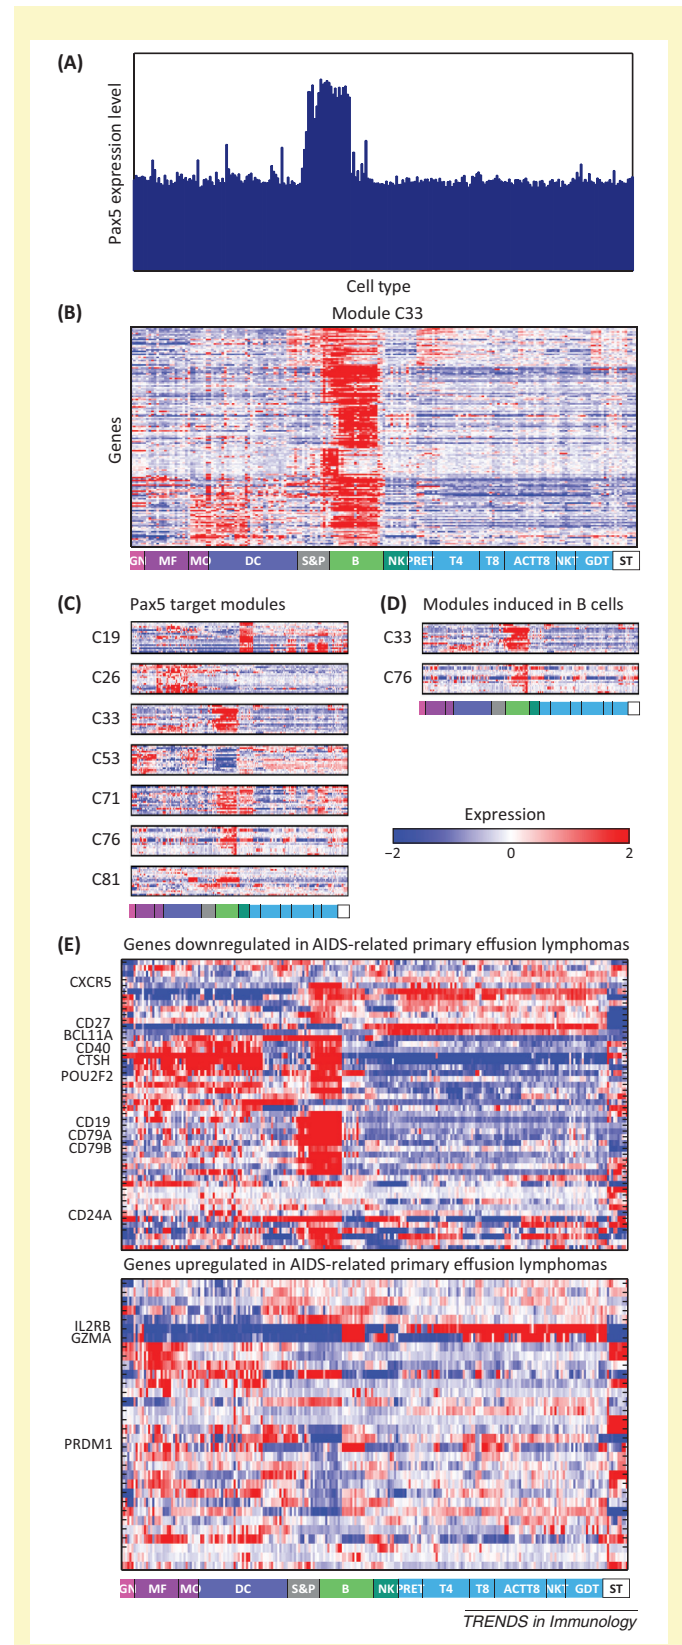 (A)
Pax5 expression level
Cell type
(B)
Module C33
Genes
GN MF MO DC S&P B NK PRET T4 T8 ACTT8 NKT GDT ST
(C) Pax5 target modules
C19
C26
C33
C53
C71
C76
C81
(D) Modules induced in B cells
C33
C76
Expression
−2 0 2
(E) Genes downregulated in AIDS-related primary effusion lymphomas
CXCR5
CD27
BCL11A
CD40
CTSH
POU2F2
CD19
CD79A
CD79B
CD24A
Genes upregulated in AIDS-related primary effusion lymphomas
IL2RB
GZMA
PRDM1
GN MF MO DC S&P B NK PRET T4 T8 ACTT8 NKT GDT ST
TRENDS in Immunology